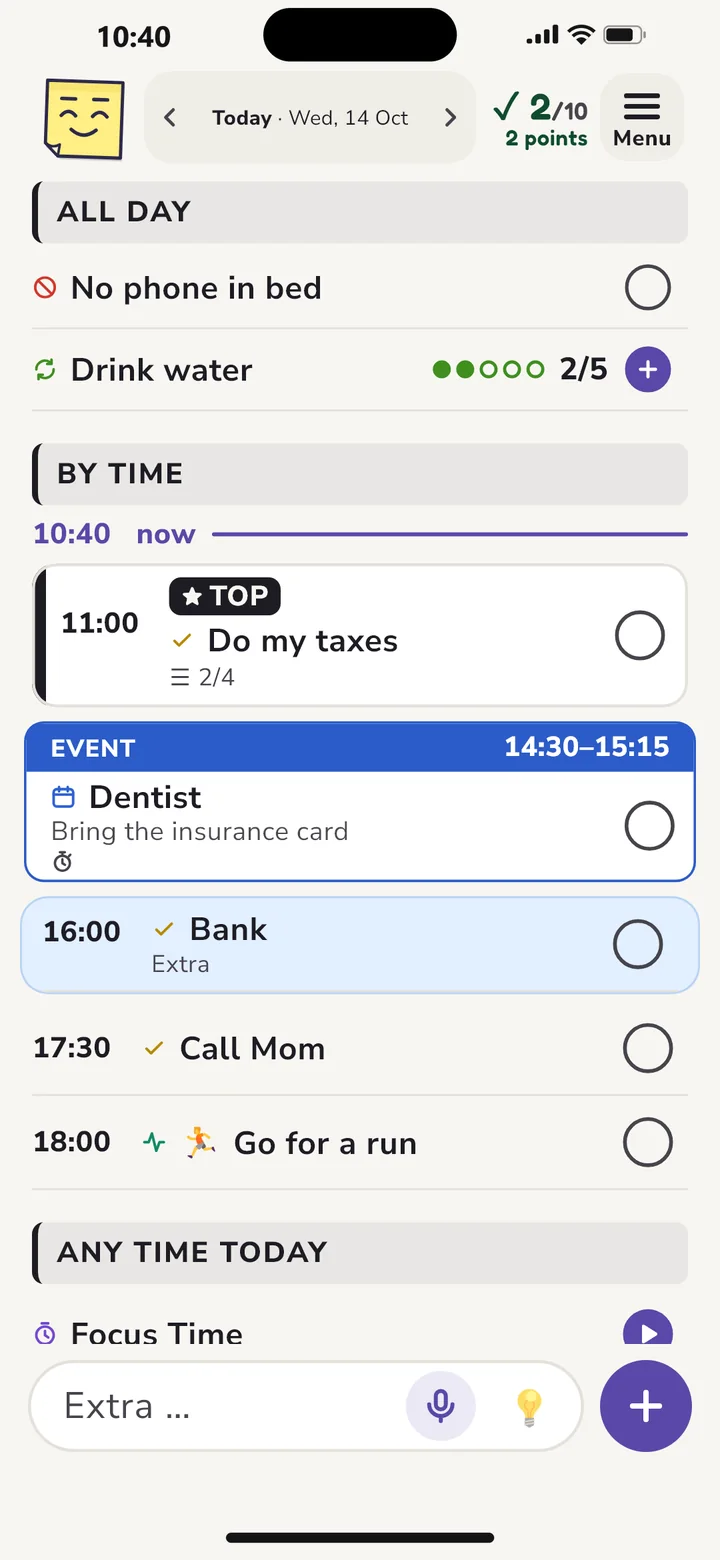 10:40
Today · Wed, 14 Oct
2/10
2 points
Menu
ALL DAY
No phone in bed
Drink water
2/5
BY TIME
10:40 now
TOP
11:00
Do my taxes
2/4
EVENT
14:30–15:15
Dentist
Bring the insurance card
16:00
Bank
Extra
17:30
Call Mom
18:00
Go for a run
ANY TIME TODAY
Focus Time
Extra ...